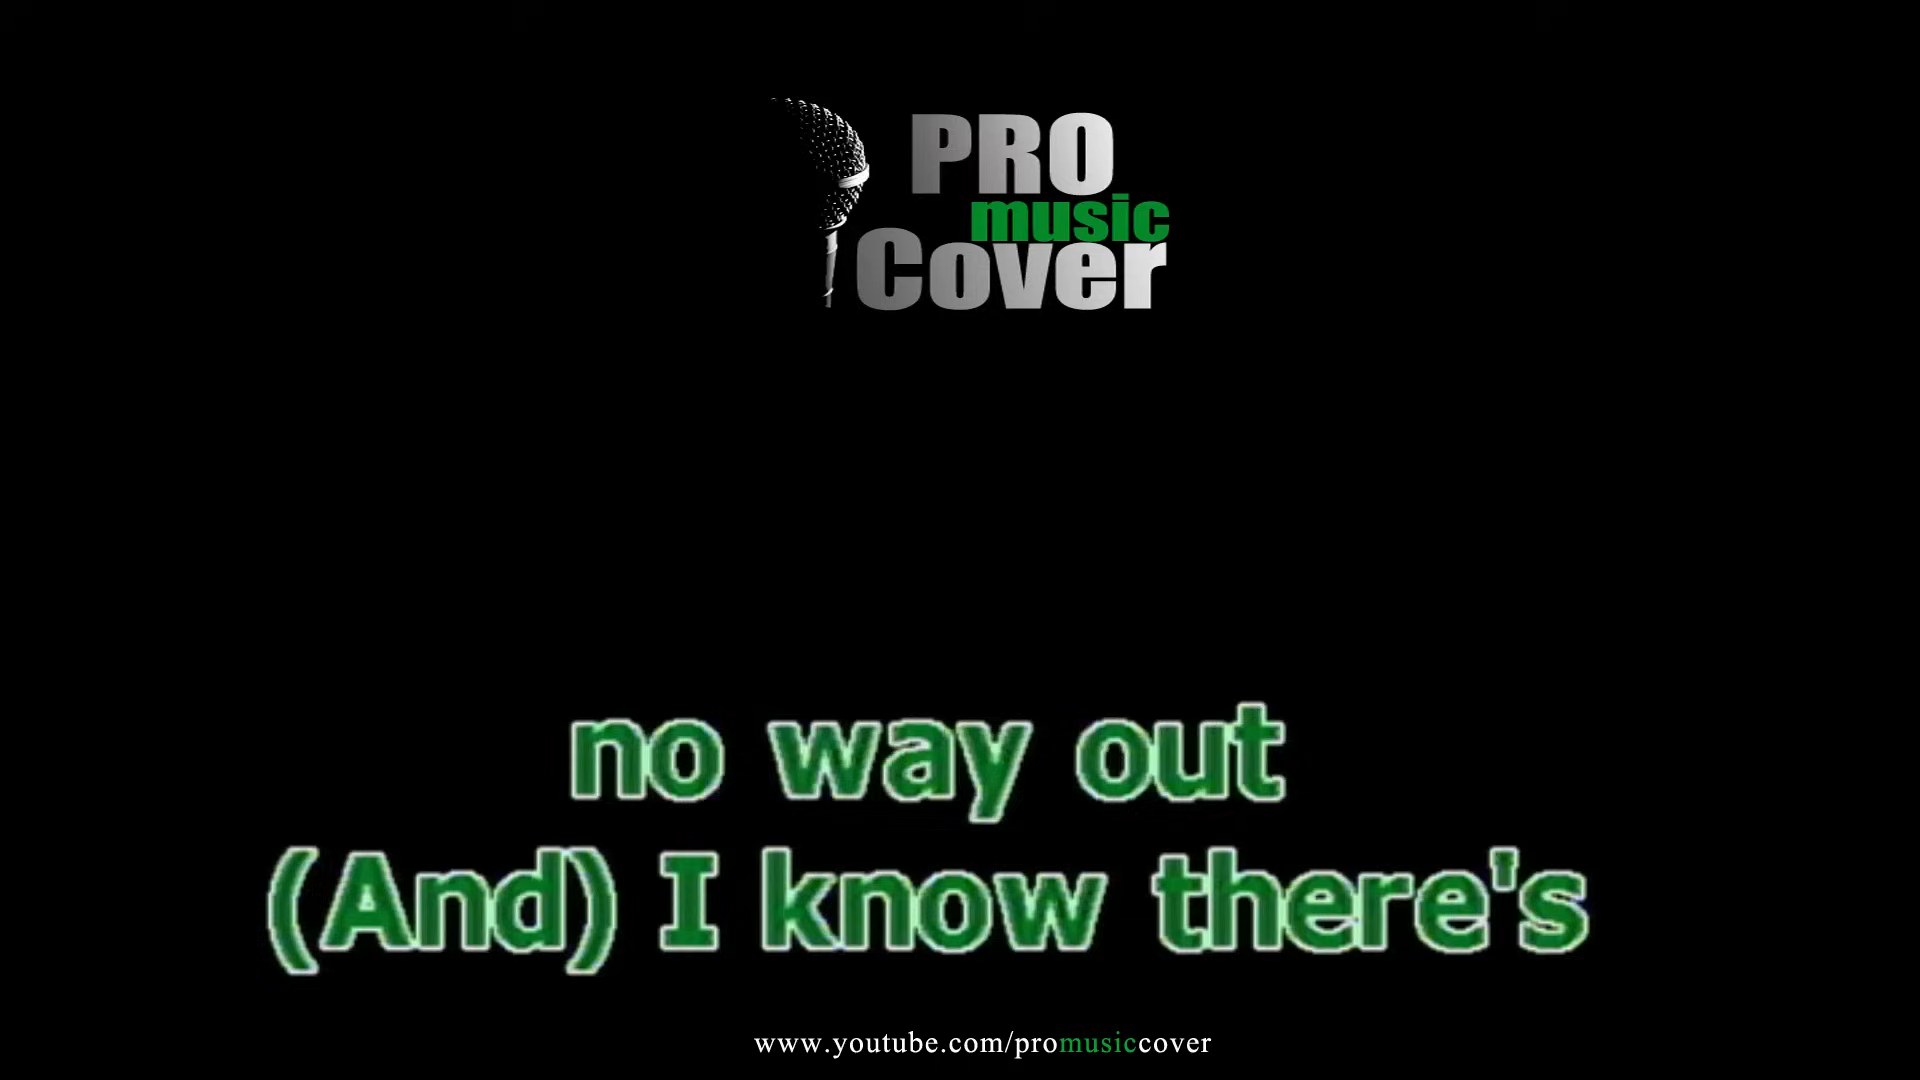 PRO
music
Cover
no way out
(And) I know there's
www.youtube.com/promusiccover